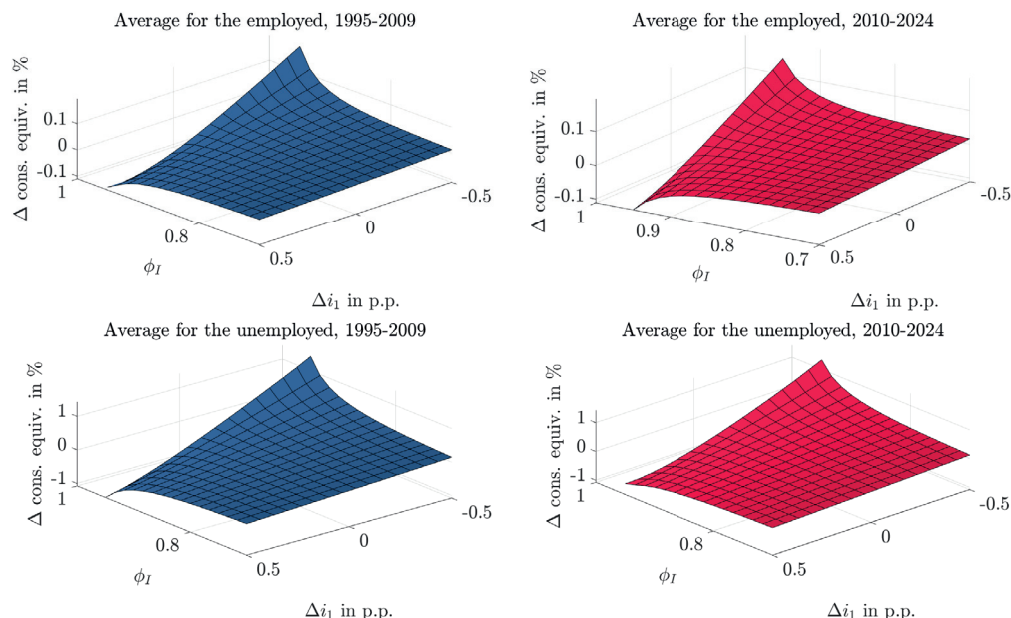 Average for the employed, 1995-2009
Δ cons. equiv. in %
0.1
0
-0.1
1
0.8
ϕ_I
0.5
0
-0.5
Δi₁ in p.p.
Average for the employed, 2010-2024
Δ cons. equiv. in %
0.1
0
-0.1
1
0.9
0.8
0.7
ϕ_I
0.5
0
-0.5
Δi₁ in p.p.
Average for the unemployed, 1995-2009
Δ cons. equiv. in %
1
0
-1
1
0.8
ϕ_I
0.5
0
-0.5
Δi₁ in p.p.
Average for the unemployed, 2010-2024
Δ cons. equiv. in %
1
0
-1
1
0.8
ϕ_I
0.5
0
-0.5
Δi₁ in p.p.